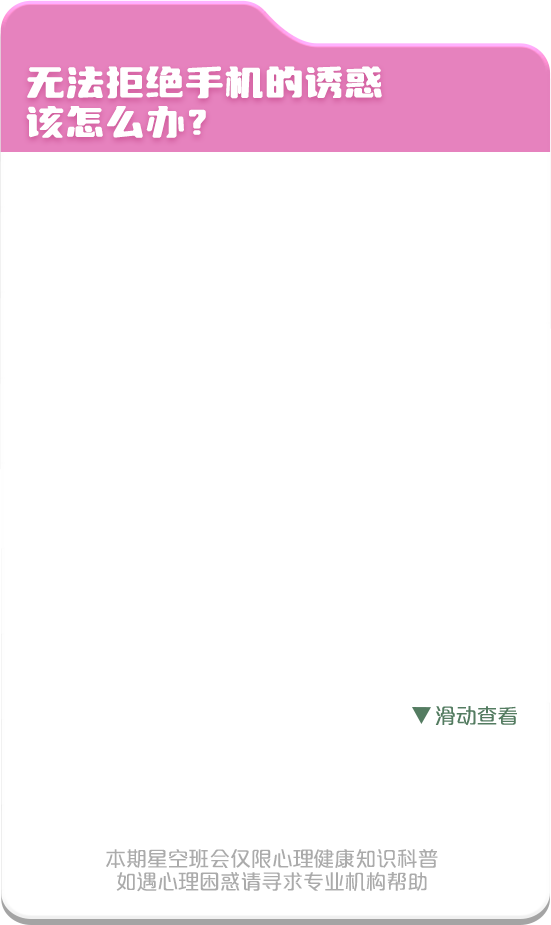 无法拒绝手机的诱惑
该怎么办?
▼滑动查看
本期星空班会仅限心理健康知识科普
如遇心理困惑请寻求专业机构帮助